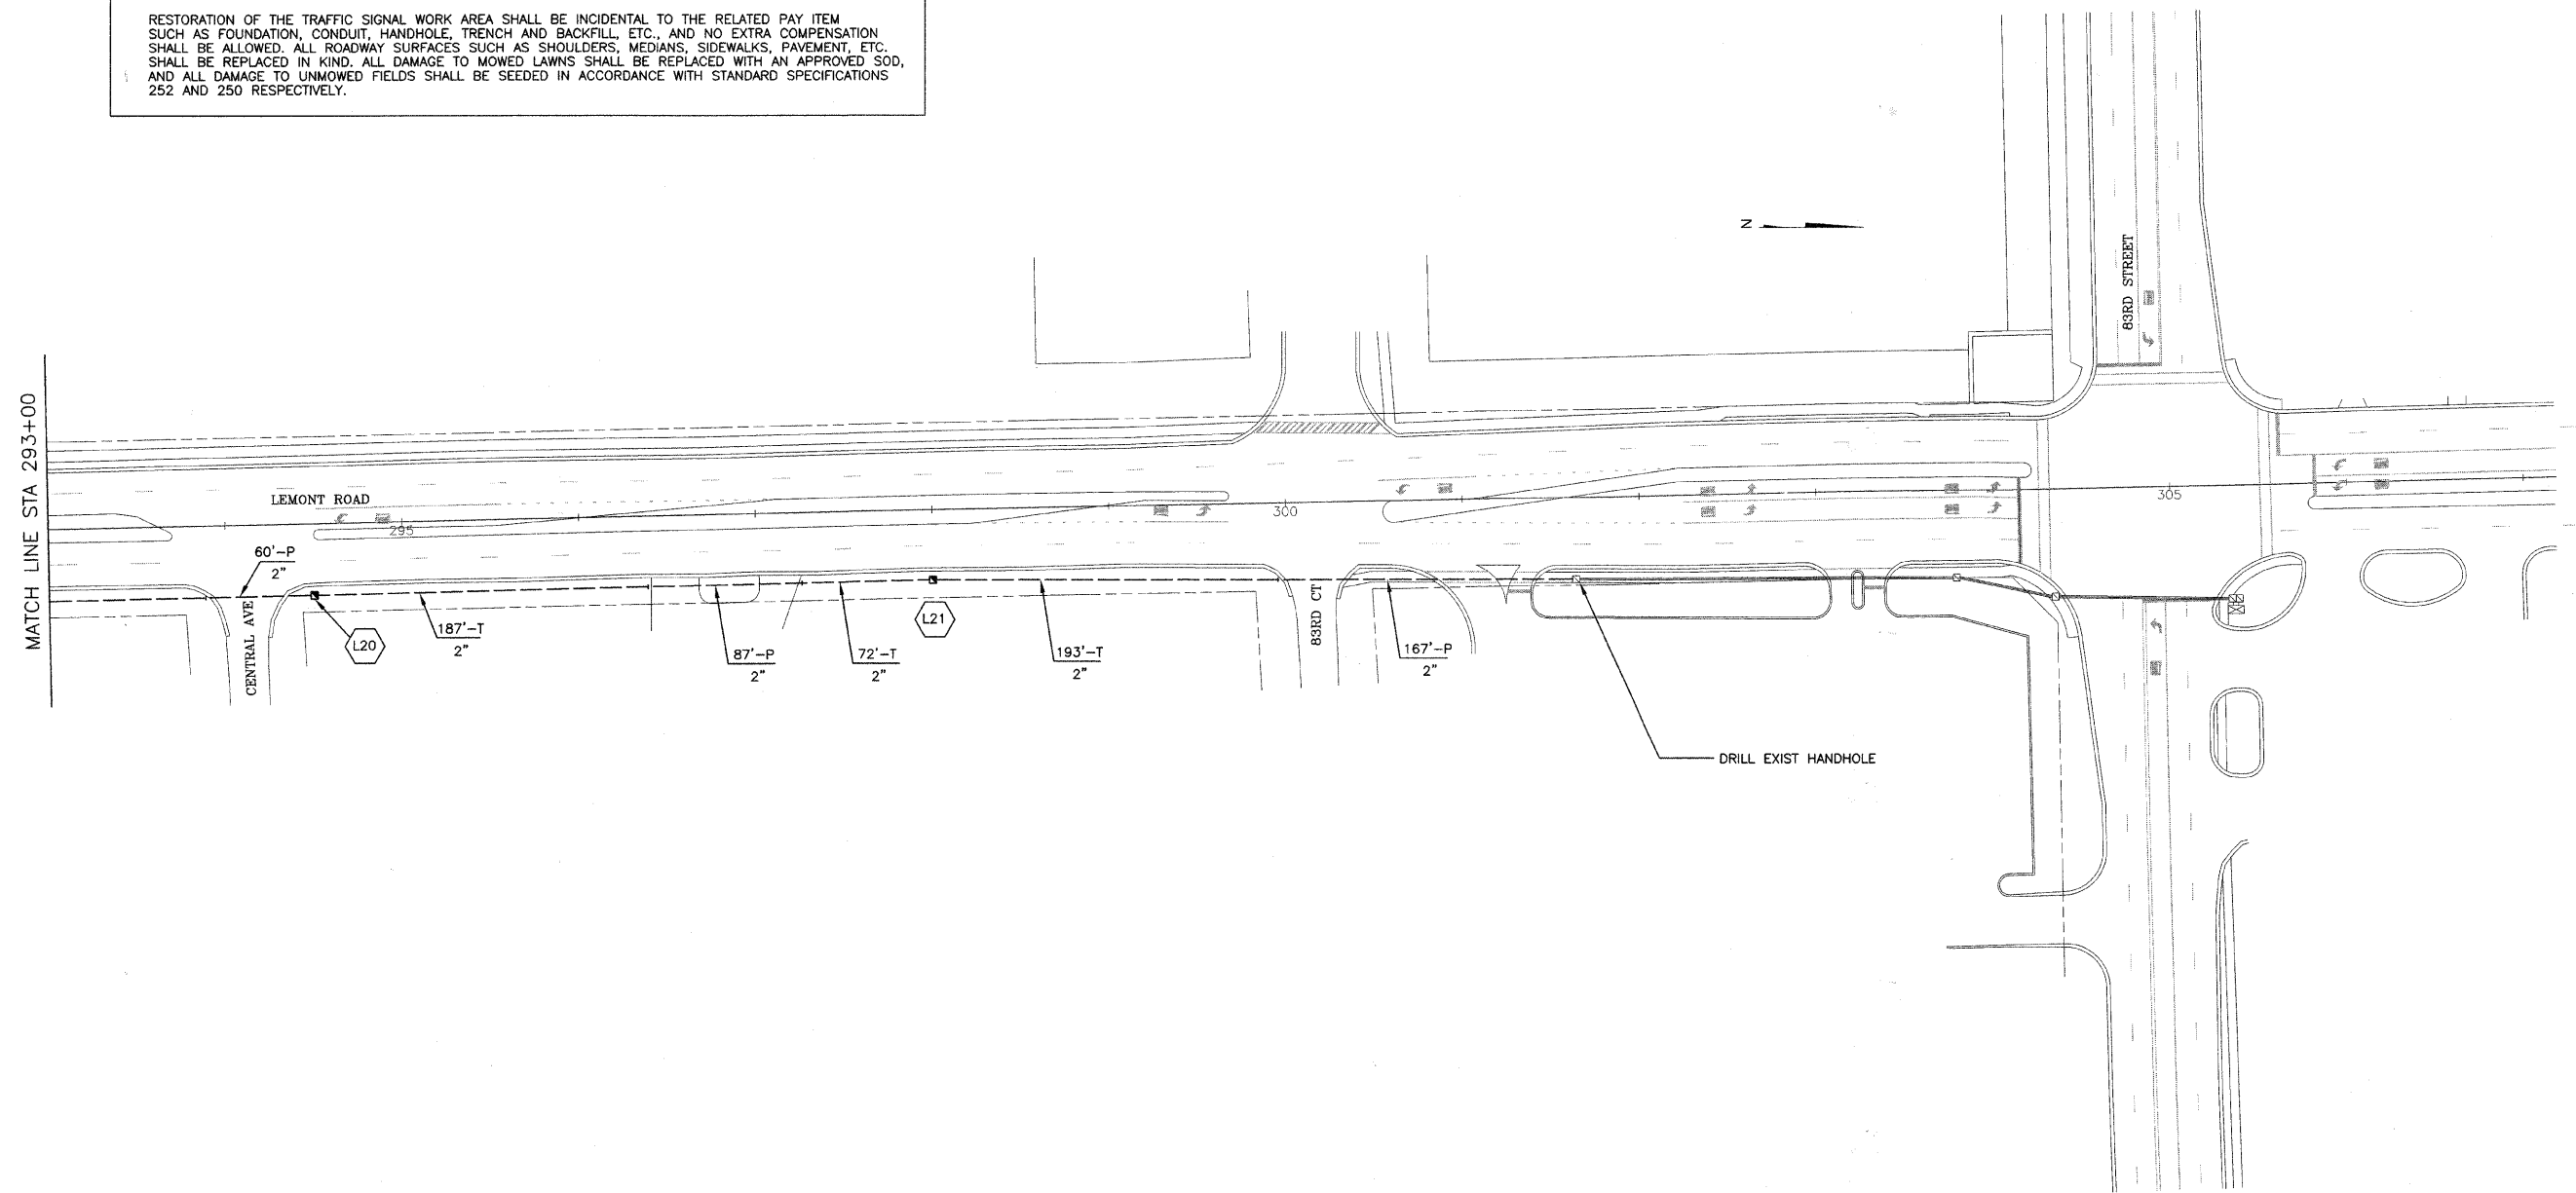 RESTORATION OF THE TRAFFIC SIGNAL WORK AREA SHALL BE INCIDENTAL TO THE RELATED PAY ITEM
SUCH AS FOUNDATION, CONDUIT, HANDHOLE, TRENCH AND BACKFILL, ETC., AND NO EXTRA COMPENSATION
SHALL BE ALLOWED. ALL ROADWAY SURFACES SUCH AS SHOULDERS, MEDIANS, SIDEWALKS, PAVEMENT, ETC.
SHALL BE REPLACED IN KIND. ALL DAMAGE TO MOWED LAWNS SHALL BE REPLACED WITH AN APPROVED SOD,
AND ALL DAMAGE TO UNMOWED FIELDS SHALL BE SEEDED IN ACCORDANCE WITH STANDARD SPECIFICATIONS
252 AND 250 RESPECTIVELY.
N
83RD STREET
MATCH LINE STA 293+00
LEMONT ROAD
295
300
305
60'-P
2"
CENTRAL AVE
L20
187'-T
2"
87'-P
2"
72'-T
2"
L21
193'-T
2"
83RD CT
167'-P
2"
DRILL EXIST HANDHOLE